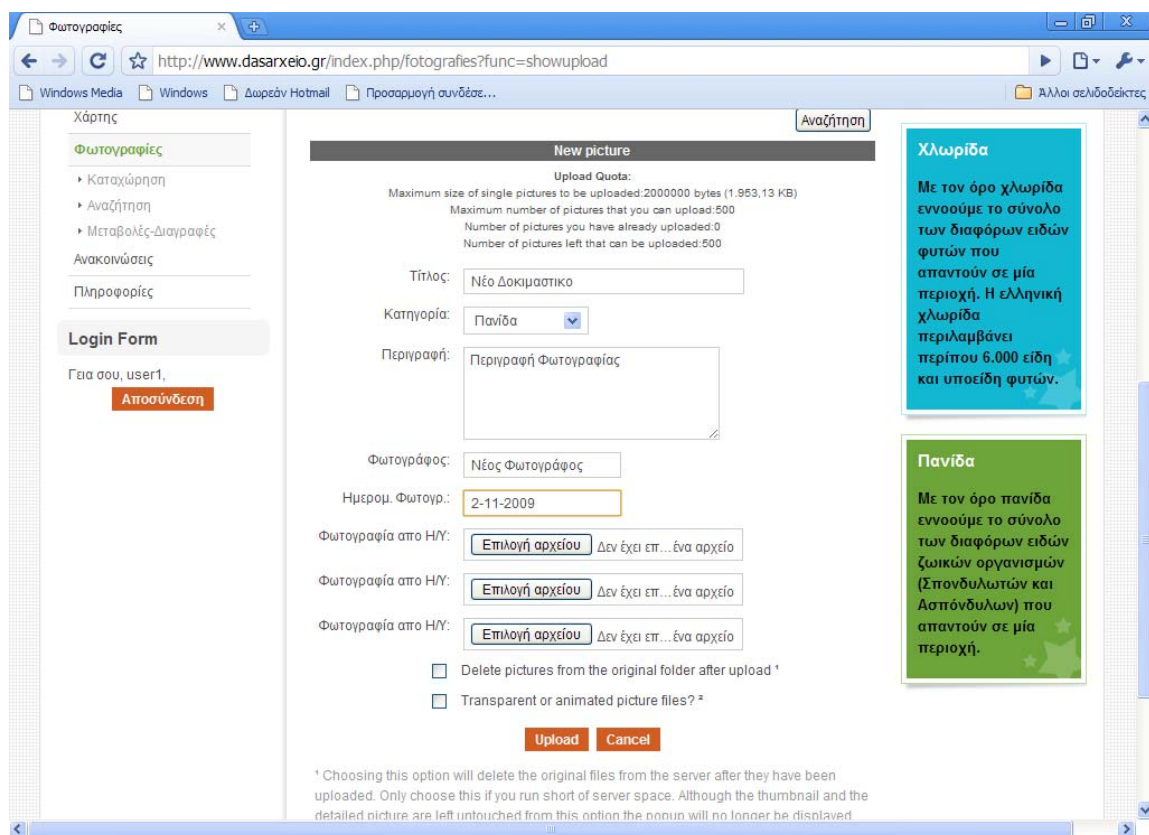 Φωτογραφίες
http://www.dasarxeio.gr/index.php/fotografies?func=showupload
Windows Media Windows Δωρεάν Hotmail Προσαρμογή συνδέσε... Άλλοι σελιδοδείκτες
Χάρτης
Φωτογραφίες
Καταχώρηση
Αναζήτηση
Μεταβολές-Διαγραφές
Ανακοινώσεις
Πληροφορίες
Login Form
Γεια σου, user1,
Αποσύνδεση
Αναζήτηση
New picture
Upload Quota:
Maximum size of single pictures to be uploaded:2000000 bytes (1.953,13 KB)
Maximum number of pictures that you can upload:500
Number of pictures you have already uploaded:0
Number of pictures left that can be uploaded:500
Τίτλος: Νέο Δοκιμαστικο
Κατηγορία: Πανίδα
Περιγραφή: Περιγραφή Φωτογραφίας
Φωτογράφος: Νέος Φωτογράφος
Ημερομ. Φωτογρ.: 2-11-2009
Φωτογραφία απο Η/Υ: Επιλογή αρχείου Δεν έχει επ...ένα αρχείο
Φωτογραφία απο Η/Υ: Επιλογή αρχείου Δεν έχει επ...ένα αρχείο
Φωτογραφία απο Η/Υ: Επιλογή αρχείου Δεν έχει επ...ένα αρχείο
Delete pictures from the original folder after upload ¹
Transparent or animated picture files? ²
Upload Cancel
¹ Choosing this option will delete the original files from the server after they have been
uploaded. Only choose this if you run short of server space. Although the thumbnail and the
detailed picture are left untouched from this option the popup will no longer be displayed
Χλωρίδα
Με τον όρο χλωρίδα
εννοούμε το σύνολο
των διαφόρων ειδών
φυτών που
απαντούν σε μία
περιοχή. Η ελληνική
χλωρίδα
περιλαμβάνει
περίπου 6.000 είδη
και υποείδη φυτών.
Πανίδα
Με τον όρο πανίδα
εννοούμε το σύνολο
των διαφόρων ειδών
ζωικών οργανισμών
(Σπονδυλωτών και
Ασπόνδυλων) που
απαντούν σε μία
περιοχή.